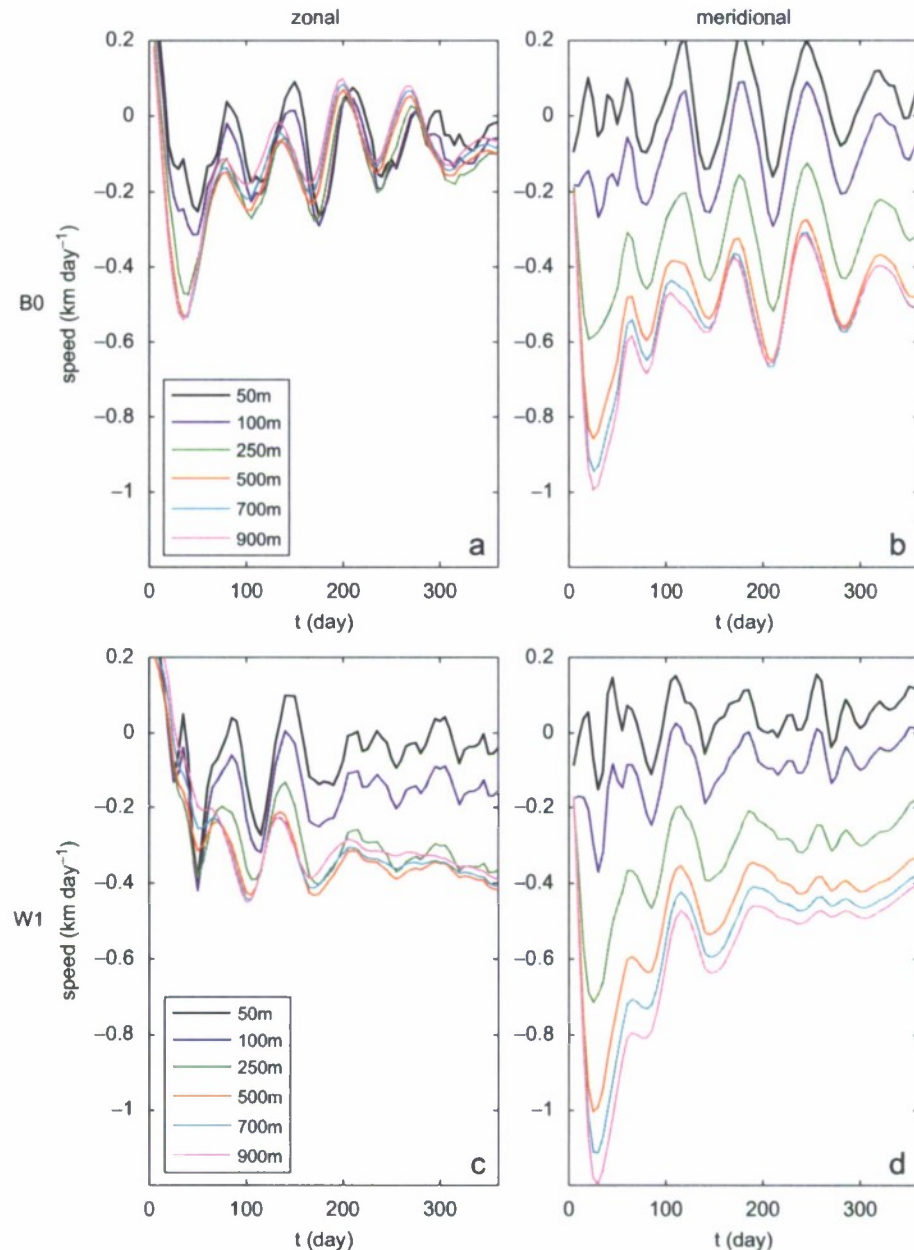 zonal
meridional
B0
speed (km day⁻¹)
0.2
0
−0.2
−0.4
−0.6
−0.8
−1
50m
100m
250m
500m
700m
900m
a
0 100 200 300
t (day)
0.2
0
−0.2
−0.4
−0.6
−0.8
−1
b
0 100 200 300
t (day)
W1
speed (km day⁻¹)
0.2
0
−0.2
−0.4
−0.6
−0.8
−1
50m
100m
250m
500m
700m
900m
c
0 100 200 300
t (day)
0.2
0
−0.2
−0.4
−0.6
−0.8
−1
d
0 100 200 300
t (day)